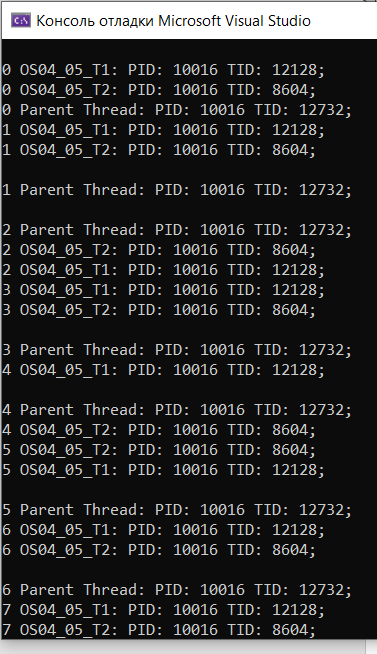 C:\ Консоль отладки Microsoft Visual Studio
0 OS04_05_T1: PID: 10016 TID: 12128;
0 OS04_05_T2: PID: 10016 TID: 8604;
0 Parent Thread: PID: 10016 TID: 12732;
1 OS04_05_T1: PID: 10016 TID: 12128;
1 OS04_05_T2: PID: 10016 TID: 8604;
1 Parent Thread: PID: 10016 TID: 12732;
2 Parent Thread: PID: 10016 TID: 12732;
2 OS04_05_T2: PID: 10016 TID: 8604;
2 OS04_05_T1: PID: 10016 TID: 12128;
3 OS04_05_T1: PID: 10016 TID: 12128;
3 OS04_05_T2: PID: 10016 TID: 8604;
3 Parent Thread: PID: 10016 TID: 12732;
4 OS04_05_T1: PID: 10016 TID: 12128;
4 Parent Thread: PID: 10016 TID: 12732;
4 OS04_05_T2: PID: 10016 TID: 8604;
5 OS04_05_T2: PID: 10016 TID: 8604;
5 OS04_05_T1: PID: 10016 TID: 12128;
5 Parent Thread: PID: 10016 TID: 12732;
6 OS04_05_T1: PID: 10016 TID: 12128;
6 OS04_05_T2: PID: 10016 TID: 8604;
6 Parent Thread: PID: 10016 TID: 12732;
7 OS04_05_T1: PID: 10016 TID: 12128;
7 OS04_05_T2: PID: 10016 TID: 8604;